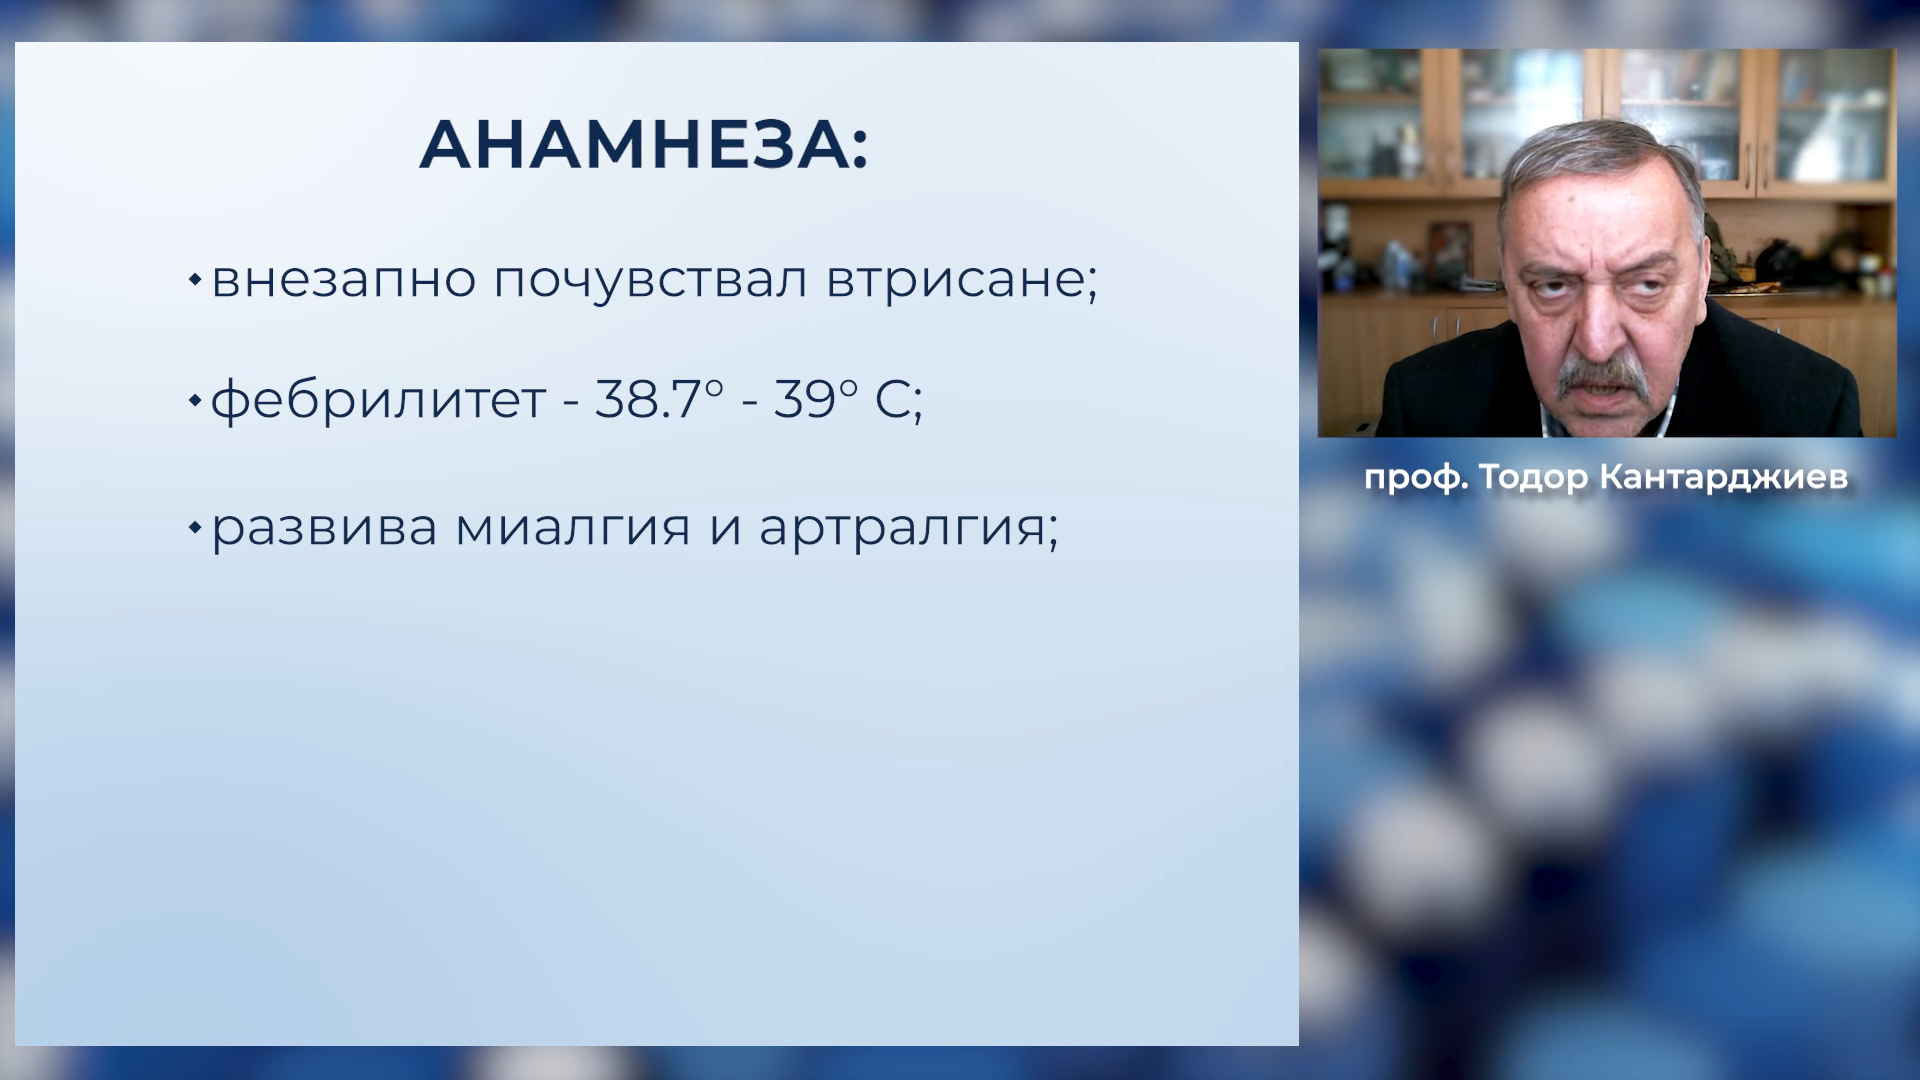 АНАМНЕЗА:
• внезапно почувствал втрисане;
• фебрилитет - 38.7° - 39° C;
• развива миалгия и артралгия;
проф. Тодор Кантарджиев